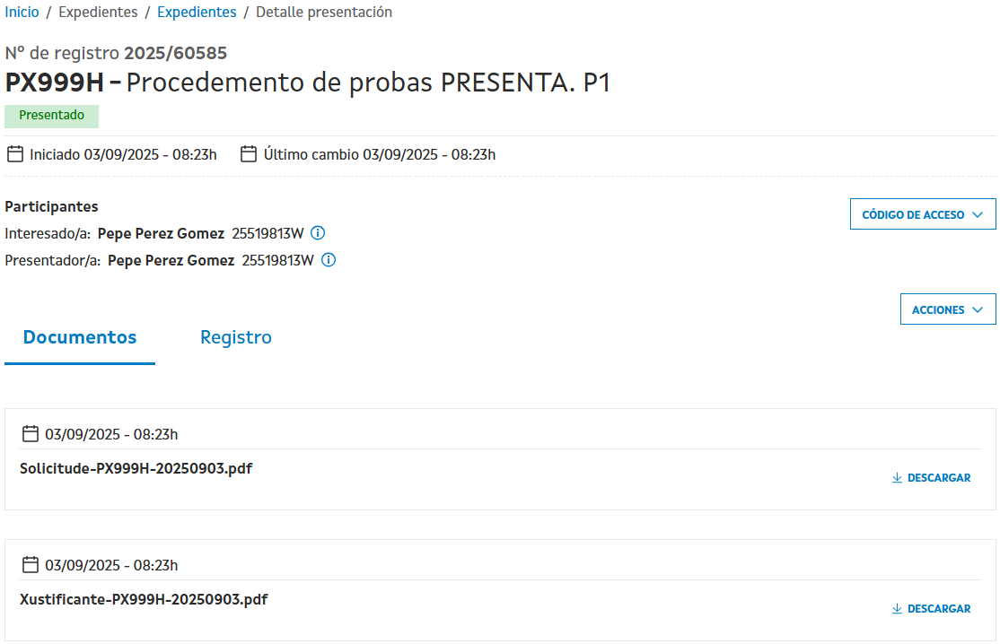 Inicio / Expedientes / Expedientes / Detalle presentación
Nº de registro 2025/60585
PX999H – Procedemento de probas PRESENTA. P1
Presentado
Iniciado 03/09/2025 - 08:23h Último cambio 03/09/2025 - 08:23h
Participantes
CÓDIGO DE ACCESO
Interesado/a: Pepe Perez Gomez 25519813W
Presentador/a: Pepe Perez Gomez 25519813W
ACCIONES
Documentos Registro
03/09/2025 - 08:23h
Solicitude-PX999H-20250903.pdf
DESCARGAR
03/09/2025 - 08:23h
Xustificante-PX999H-20250903.pdf
DESCARGAR